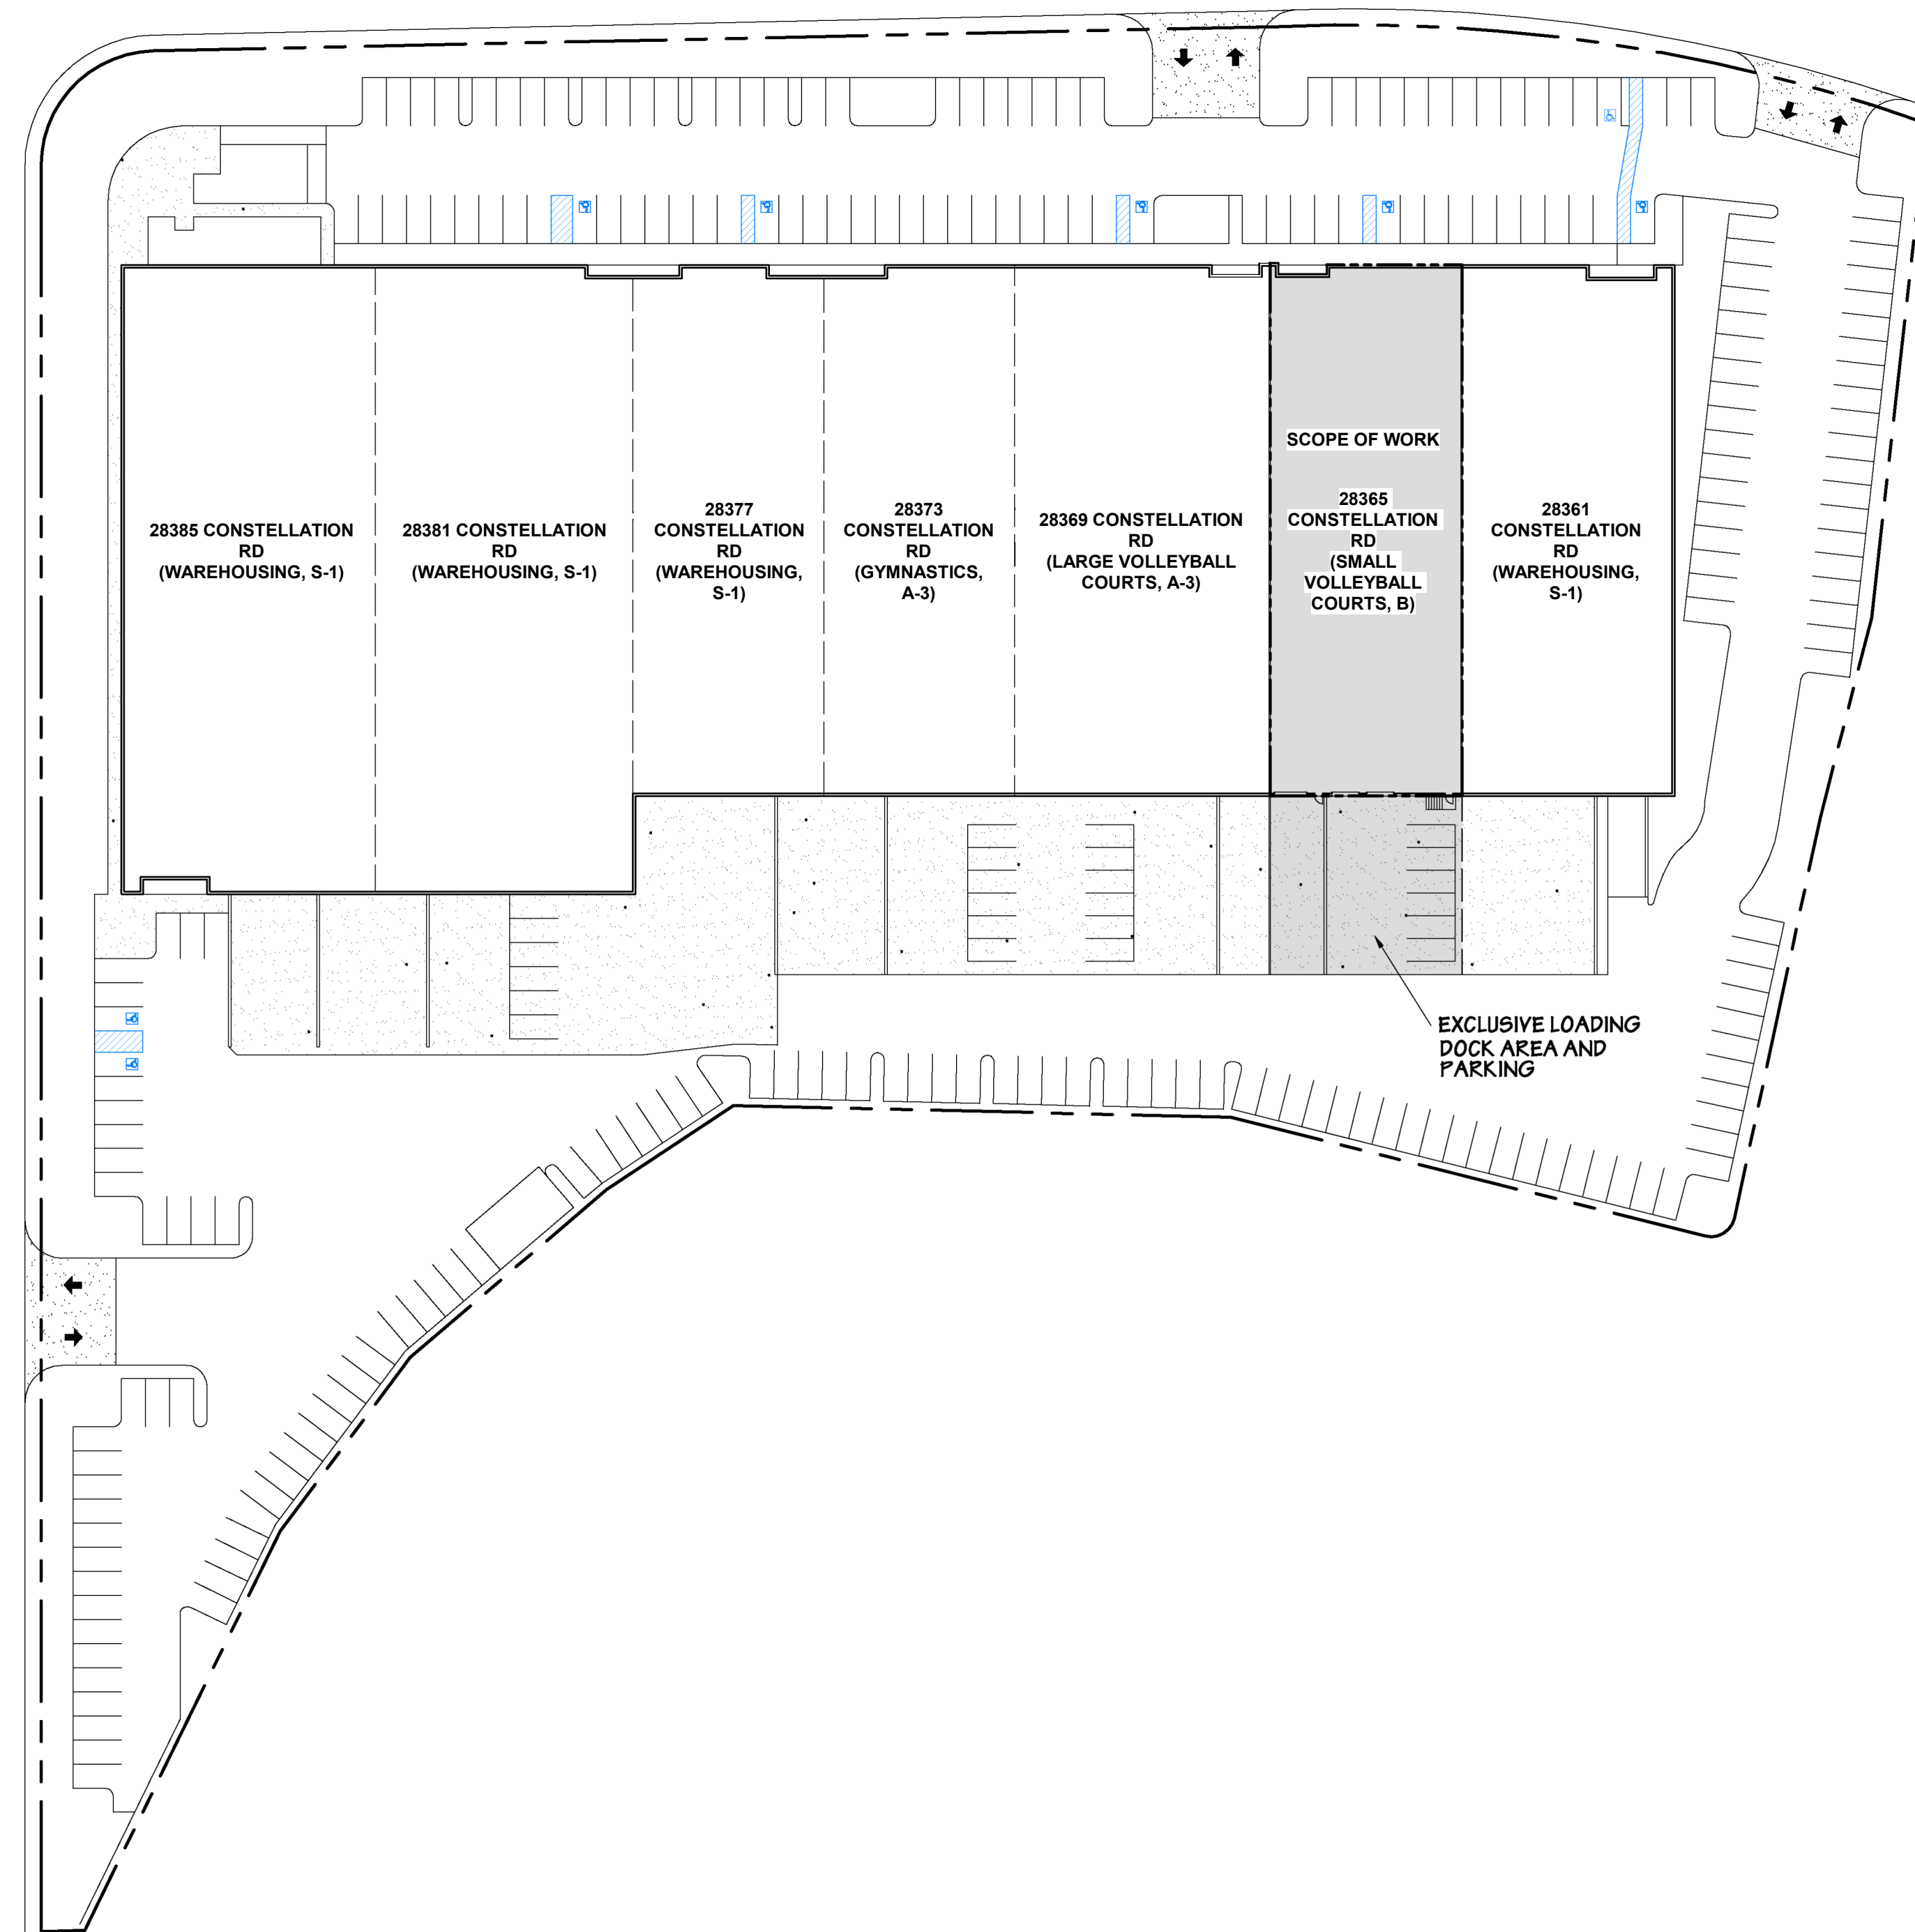 SCOPE OF WORK
28385 CONSTELLATION
RD
(WAREHOUSING, S-1)
28381 CONSTELLATION
RD
(WAREHOUSING, S-1)
28377
CONSTELLATION
RD
(WAREHOUSING,
S-1)
28373
CONSTELLATION
RD
(GYMNASTICS,
A-3)
28369 CONSTELLATION
RD
(LARGE VOLLEYBALL
COURTS, A-3)
28365
CONSTELLATION
RD
(SMALL
VOLLEYBALL
COURTS, B)
28361
CONSTELLATION
RD
(WAREHOUSING,
S-1)
EXCLUSIVE LOADING
DOCK AREA AND
PARKING